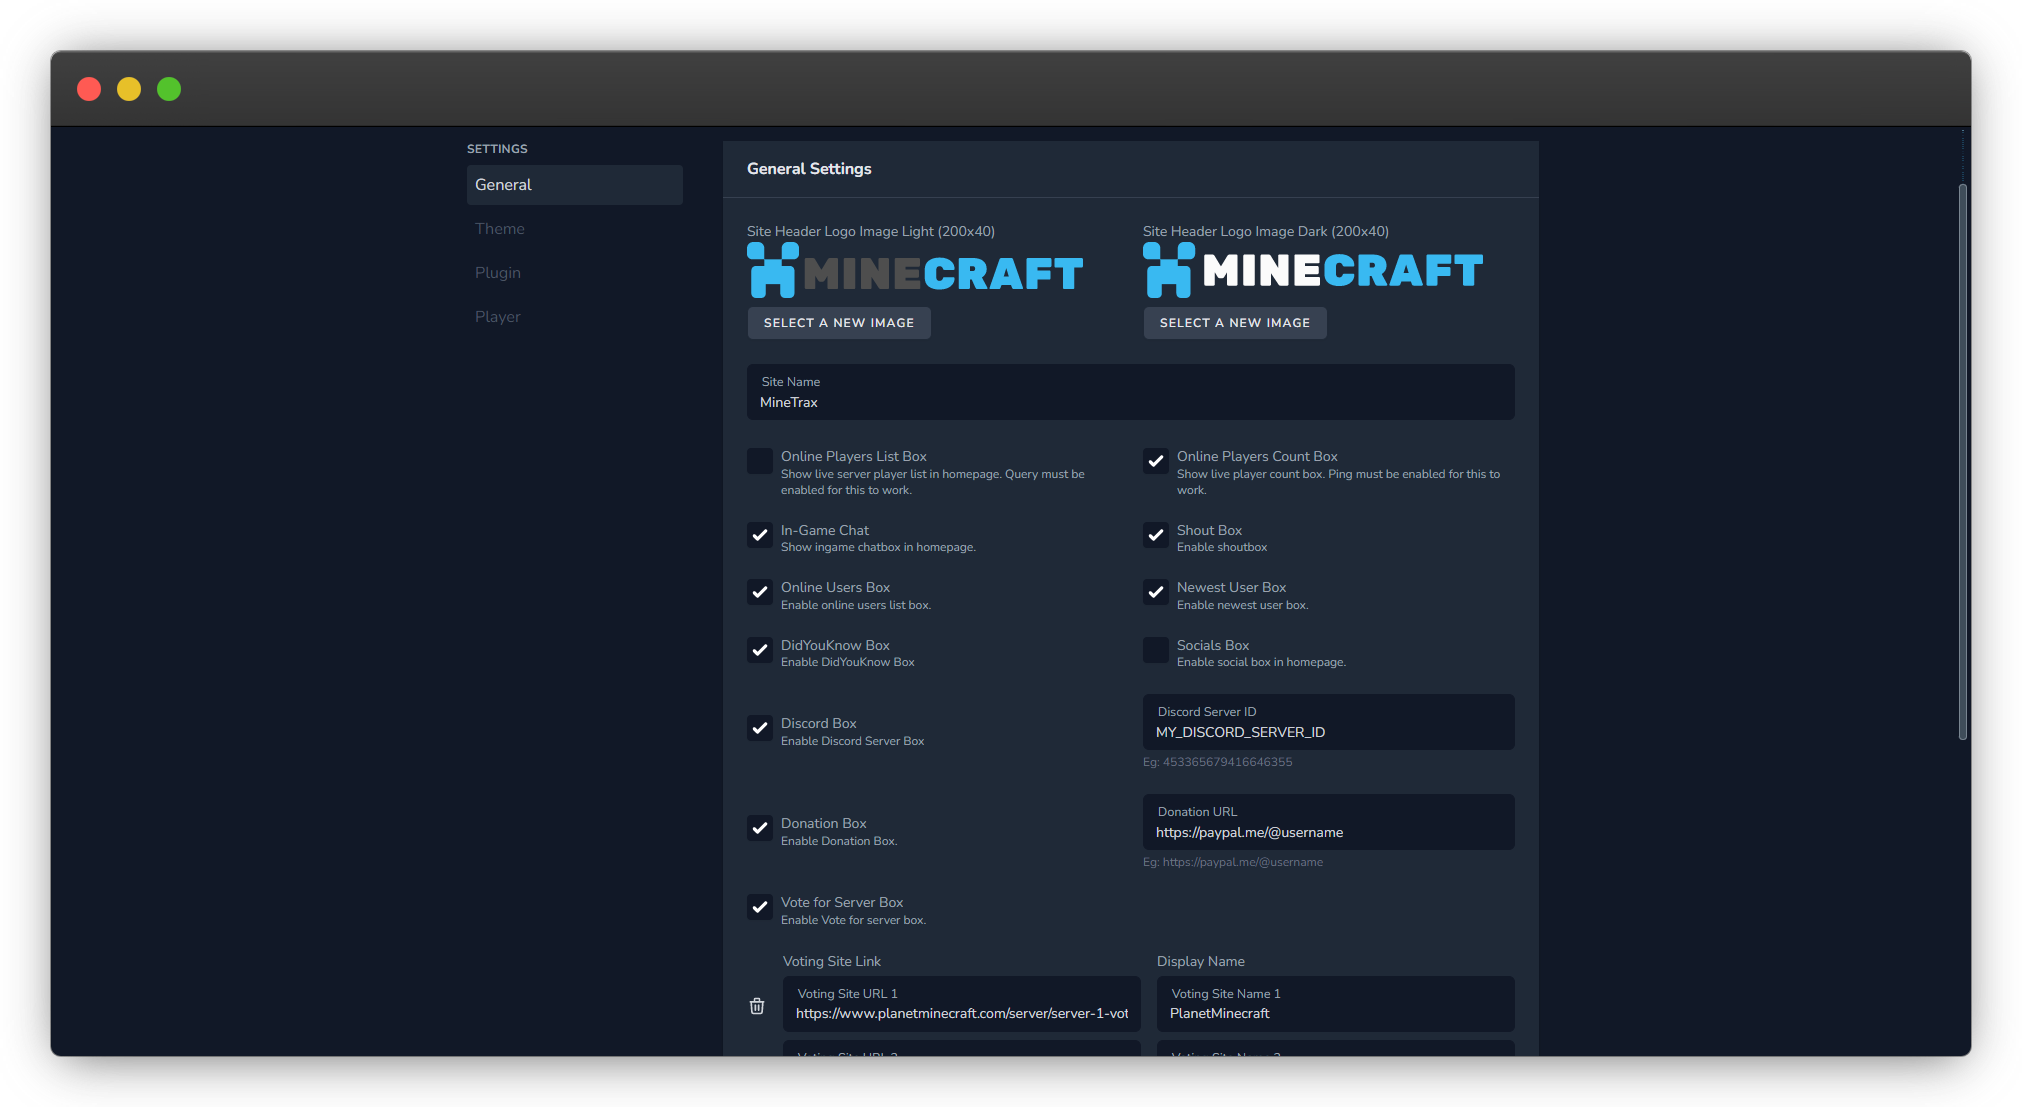 SETTINGS
General
Theme
Plugin
Player
General Settings
Site Header Logo Image Light (200x40)
MINECRAFT
SELECT A NEW IMAGE
Site Header Logo Image Dark (200x40)
MINECRAFT
SELECT A NEW IMAGE
Site Name
MineTrax
Online Players List Box
Show live server player list in homepage. Query must be
enabled for this to work.
Online Players Count Box
Show live player count box. Ping must be enabled for this to
work.
In-Game Chat
Show ingame chatbox in homepage.
Shout Box
Enable shoutbox
Online Users Box
Enable online users list box.
Newest User Box
Enable newest user box.
DidYouKnow Box
Enable DidYouKnow Box
Socials Box
Enable social box in homepage.
Discord Box
Enable Discord Server Box
Discord Server ID
MY_DISCORD_SERVER_ID
Eg: 453365679416646355
Donation Box
Enable Donation Box.
Donation URL
https://paypal.me/@username
Eg: https://paypal.me/@username
Vote for Server Box
Enable Vote for server box.
Voting Site Link
Display Name
Voting Site URL 1
https://www.planetminecraft.com/server/server-1-vot
Voting Site Name 1
PlanetMinecraft
Voting Site URL 2
Voting Site Name 2